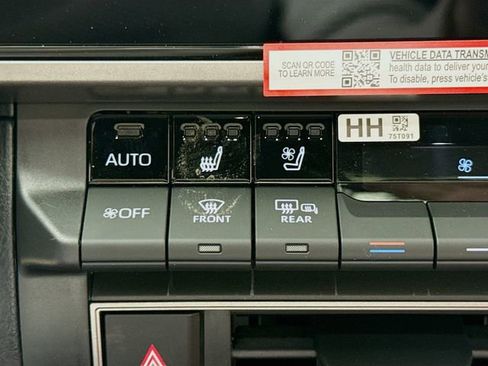 SCAN QR CODE
TO LEARN MORE
VEHICLE DATA TRANSM
health data to deliver your
To disable, press vehicle's
HH
75T091
AUTO
OFF
FRONT
REAR